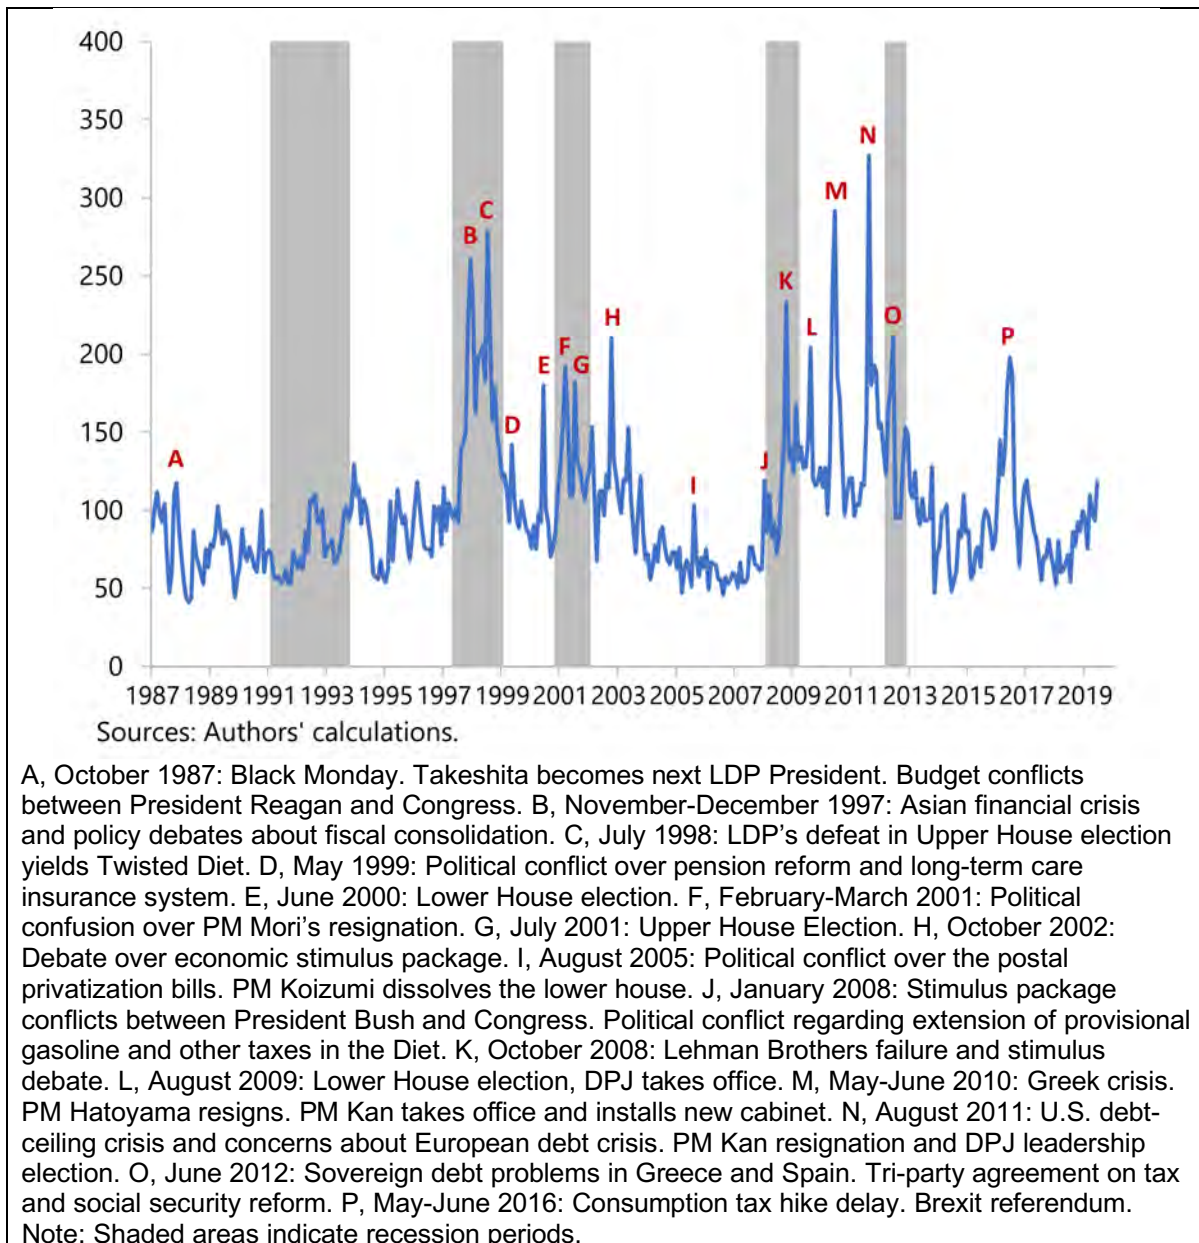 400
350
300
250
200
150
100
50
0
A
B
C
D
E
F
G
H
I
J
K
L
M
N
O
P
1987 1989 1991 1993 1995 1997 1999 2001 2003 2005 2007 2009 2011 2013 2015 2017 2019
Sources: Authors' calculations.
A, October 1987: Black Monday. Takeshita becomes next LDP President. Budget conflicts
between President Reagan and Congress. B, November-December 1997: Asian financial crisis
and policy debates about fiscal consolidation. C, July 1998: LDP’s defeat in Upper House election
yields Twisted Diet. D, May 1999: Political conflict over pension reform and long-term care
insurance system. E, June 2000: Lower House election. F, February-March 2001: Political
confusion over PM Mori’s resignation. G, July 2001: Upper House Election. H, October 2002:
Debate over economic stimulus package. I, August 2005: Political conflict over the postal
privatization bills. PM Koizumi dissolves the lower house. J, January 2008: Stimulus package
conflicts between President Bush and Congress. Political conflict regarding extension of provisional
gasoline and other taxes in the Diet. K, October 2008: Lehman Brothers failure and stimulus
debate. L, August 2009: Lower House election, DPJ takes office. M, May-June 2010: Greek crisis.
PM Hatoyama resigns. PM Kan takes office and installs new cabinet. N, August 2011: U.S. debt-
ceiling crisis and concerns about European debt crisis. PM Kan resignation and DPJ leadership
election. O, June 2012: Sovereign debt problems in Greece and Spain. Tri-party agreement on tax
and social security reform. P, May-June 2016: Consumption tax hike delay. Brexit referendum.
Note: Shaded areas indicate recession periods.